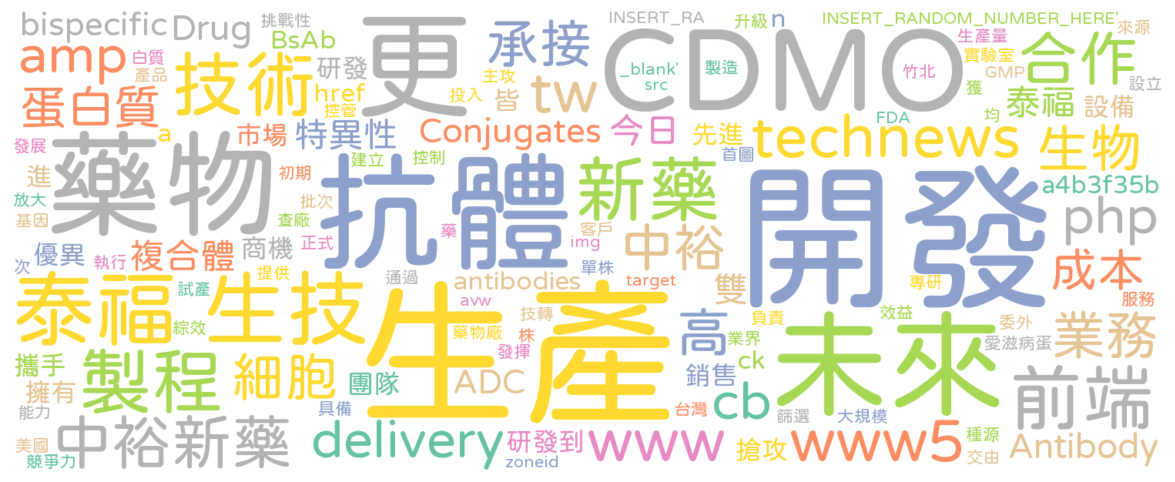 bispecific
Drug
挑戰性
更
承接
INSERT_RA
升級
n
INSERT_RANDOM_NUMBER_HERE'
來源
amp
白質
BsAb
CDMO
生產量
合作
蛋白質
產品
技術
研發
主攻
_blank'
製造
竹北
實驗室
GMP
設立
href
控管
投入
皆
tw
src
獲
泰福
設備
發展
a
市場
特異性
Conjugates
今日
先進
FDA
均
technews
生物
藥物
初期
建立
控制
首圖
進
抗體
新藥
開發
a4b3f35b
放大
基因
批次
查廠
藥
客戶
php
優異
複合體
商機
正式
img
中裕
次
執行
提供
通過
antibodies
單株
target
雙
專研
成本
泰福生技
試產
avw
服務
綜效
生產
技轉
藥物廠
株
高
負責
效益
未來
委外
業務
攜手
製程
細胞
團隊
發揮
業界
愛滋病蛋
擁有
ADC
銷售
ck
前端
能力
具備
台灣
cb
篩選
大規模
中裕新藥
美國
競爭力
delivery
研發到
zoneid
www
搶攻
www5
種源
交由
Antibody